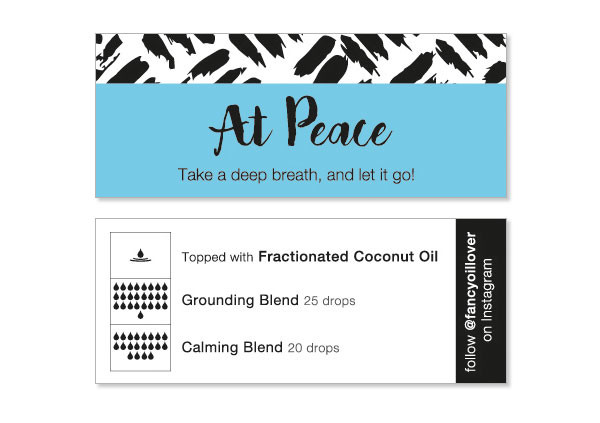 At Peace
Take a deep breath, and let it go!
Topped with Fractionated Coconut Oil
Grounding Blend 25 drops
Calming Blend 20 drops
follow @fancyoillover
on Instagram